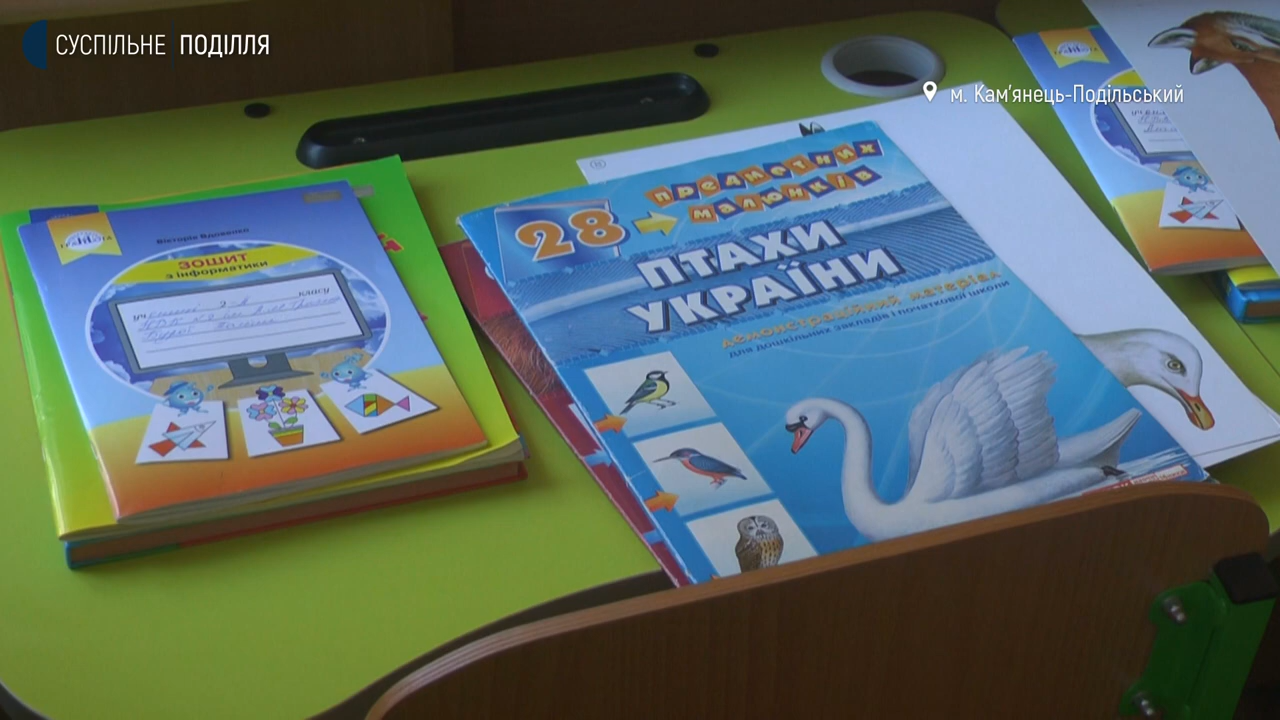 СУСПІЛЬНЕ ПОДІЛЛЯ
м. Кам'янець-Подільський
28 предметних
малюнків
ПТАХИ
УКРАЇНИ
демонстраційний матеріал
для дошкільних закладів і початкової школи
Вікторія Вдовенко
ЗОШИТ
з інформатики
класу